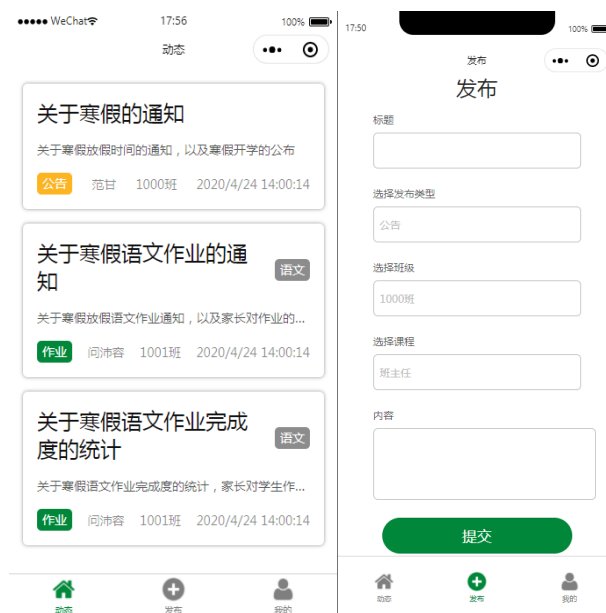 ●●●●● WeChat 17:56 100%
动态
关于寒假的通知
关于寒假放假时间的通知，以及寒假开学的公布
公告 范甘 1000班 2020/4/24 14:00:14
关于寒假语文作业的通
知
语文
关于寒假放假语文作业通知，以及家长对作业的...
作业 问沛容 1001班 2020/4/24 14:00:14
关于寒假语文作业完成
度的统计
语文
关于寒假语文作业完成度的统计，家长对学生作...
作业 问沛容 1001班 2020/4/24 14:00:14
动态 发布 我的
17:50 100%
发布
发布
标题
选择发布类型
公告
选择班级
1000班
选择课程
班主任
内容
提交
动态 发布 我的